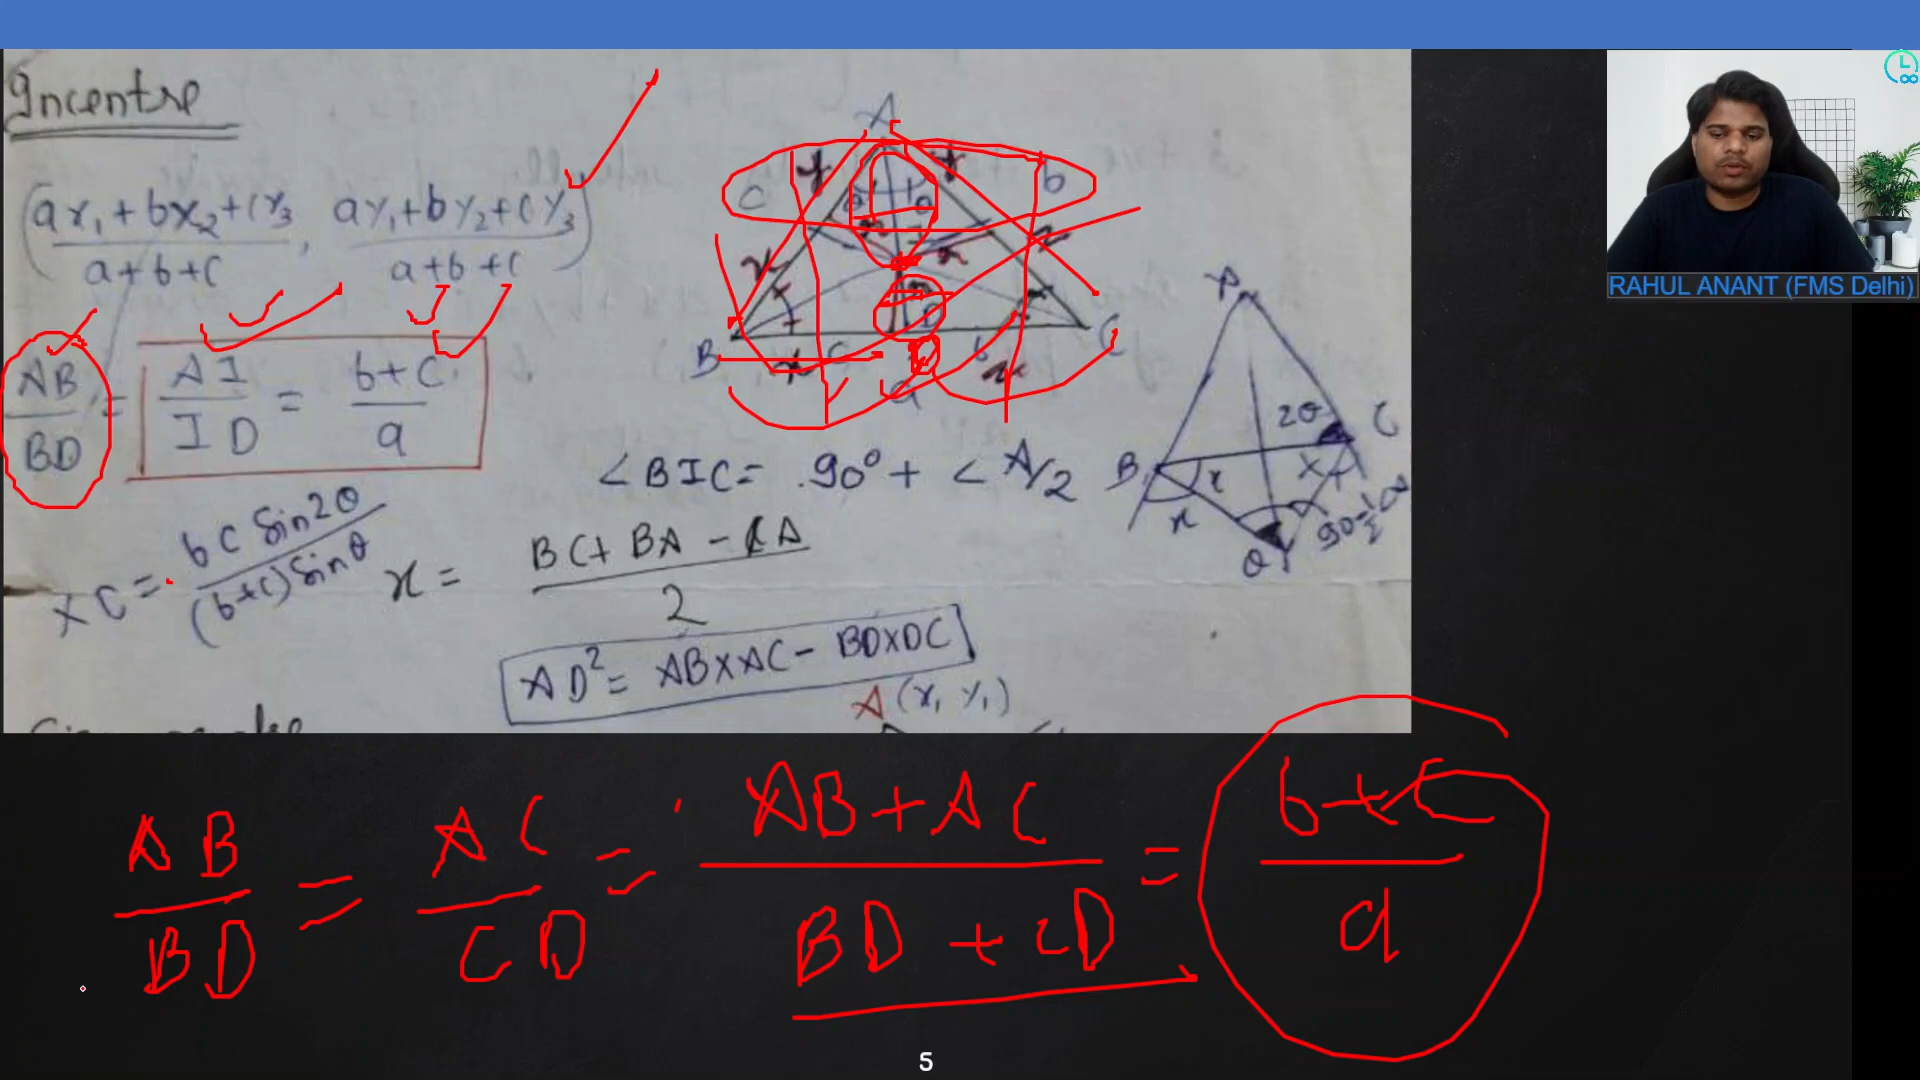 Incentre
(ax₁ + bx₂ + cx₃ / a+b+c , ay₁ + by₂ + cy₃ / a+b+c)
AB/BD = AI/ID = b+c/a
XC = bc Sin2θ / (b+c) Sinθ
x = BC + BA - CA / 2
∠BIC = 90° + ∠A/2
AD² = AB×AC - BD×DC
A (x₁ y₁)
A
c b
y y
θ θ
I
x
B x c D b C
a
A
2θ C
B x X
x 90-½
Q
RAHUL ANANT (FMS Delhi)
AB/BD = AC/CD = AB+AC/BD+CD = b+c/a
5